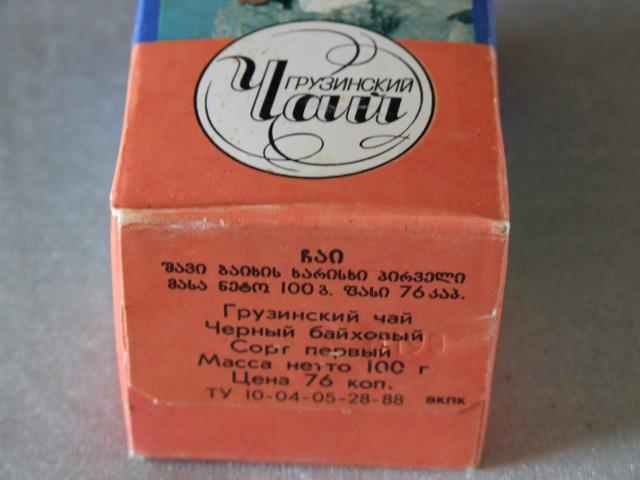 ГРУЗИНСКИЙ
Чай
ჩაი
შავი ბაიხის ხარისხი პირველი
მასა ნეტო 100 გ. ფასი 76 კაპ.
Грузинский чай
Черный байховый
Сорт первый
Масса нетто 100 г
Цена 76 коп.
ТУ 10-04-05-28-88 ВКПК